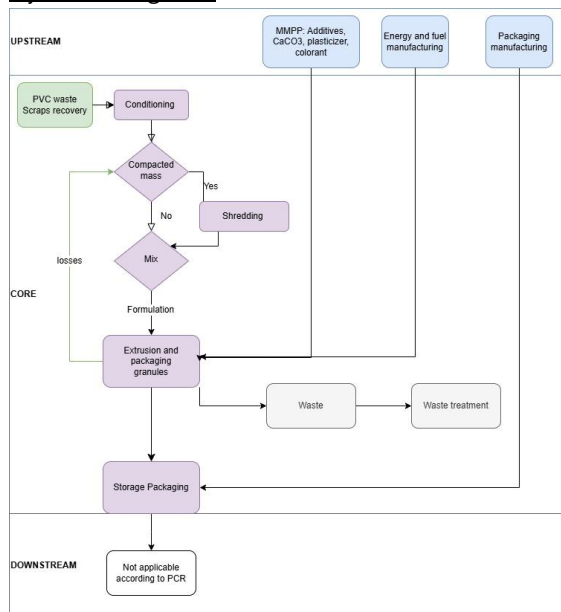 UPSTREAM
MMPP: Additives,
CaCO3, plasticizer,
colorant
Energy and fuel
manufacturing
Packaging
manufacturing
PVC waste
Scraps recovery
Conditioning
Compacted
mass
Yes
Shredding
No
Mix
losses
CORE
Formulation
Extrusion and
packaging
granules
Waste
Waste treatment
Storage Packaging
DOWNSTREAM
Not applicable
according to PCR